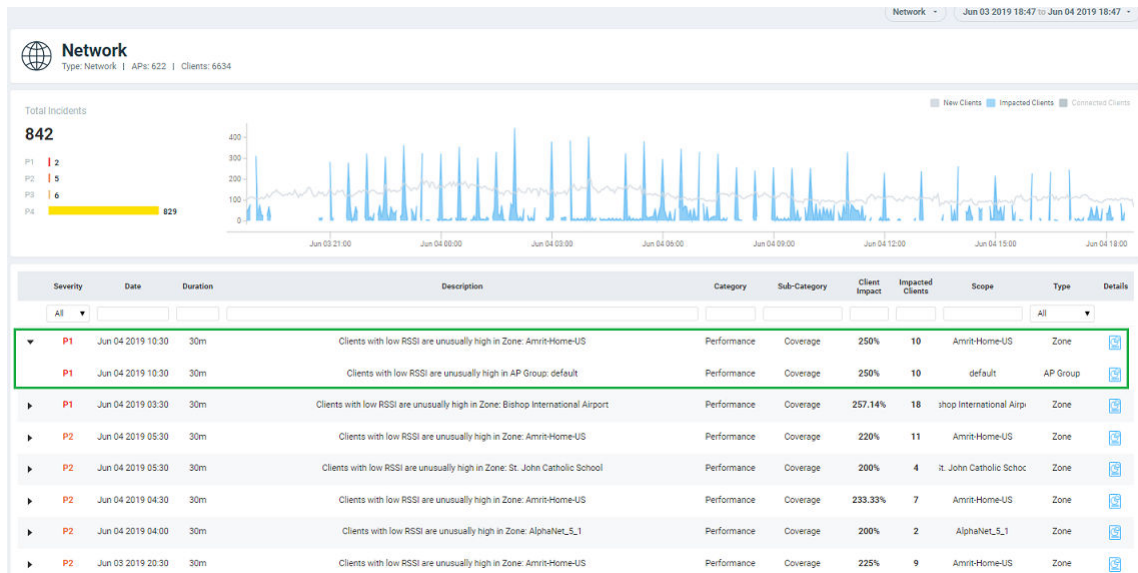 Network Jun 03 2019 18:47 to Jun 04 2019 18:47
Network
Type: Network | APs: 622 | Clients: 6634
New Clients Impacted Clients Connected Clients
Total Incidents
842
P1 2
P2 5
P3 6
P4 829
400
300
200
100
0
Jun 03 21:00 Jun 04 00:00 Jun 04 03:00 Jun 04 06:00 Jun 04 09:00 Jun 04 12:00 Jun 04 15:00 Jun 04 18:00
Severity Date Duration Description Category Sub-Category Client Impact Impacted Clients Scope Type Details
All All
P1 Jun 04 2019 10:30 30m Clients with low RSSI are unusually high in Zone: Amrit-Home-US Performance Coverage 250% 10 Amrit-Home-US Zone
P1 Jun 04 2019 10:30 30m Clients with low RSSI are unusually high in AP Group: default Performance Coverage 250% 10 default AP Group
P1 Jun 04 2019 03:30 30m Clients with low RSSI are unusually high in Zone: Bishop International Airport Performance Coverage 257.14% 18 shop International Airp Zone
P2 Jun 04 2019 05:30 30m Clients with low RSSI are unusually high in Zone: Amrit-Home-US Performance Coverage 220% 11 Amrit-Home-US Zone
P2 Jun 04 2019 05:30 30m Clients with low RSSI are unusually high in Zone: St. John Catholic School Performance Coverage 200% 4 St. John Catholic Schoo Zone
P2 Jun 04 2019 04:30 30m Clients with low RSSI are unusually high in Zone: Amrit-Home-US Performance Coverage 233.33% 7 Amrit-Home-US Zone
P2 Jun 04 2019 04:00 30m Clients with low RSSI are unusually high in Zone: AlphaNet_5_1 Performance Coverage 200% 2 AlphaNet_5_1 Zone
P2 Jun 03 2019 20:30 30m Clients with low RSSI are unusually high in Zone: Amrit-Home-US Performance Coverage 225% 9 Amrit-Home-US Zone